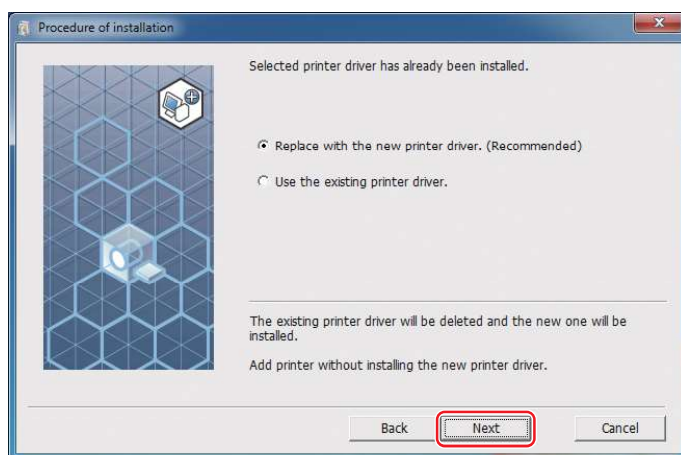 Procedure of installation
Selected printer driver has already been installed.
Replace with the new printer driver. (Recommended)
Use the existing printer driver.
The existing printer driver will be deleted and the new one will be
installed.
Add printer without installing the new printer driver.
Back
Next
Cancel